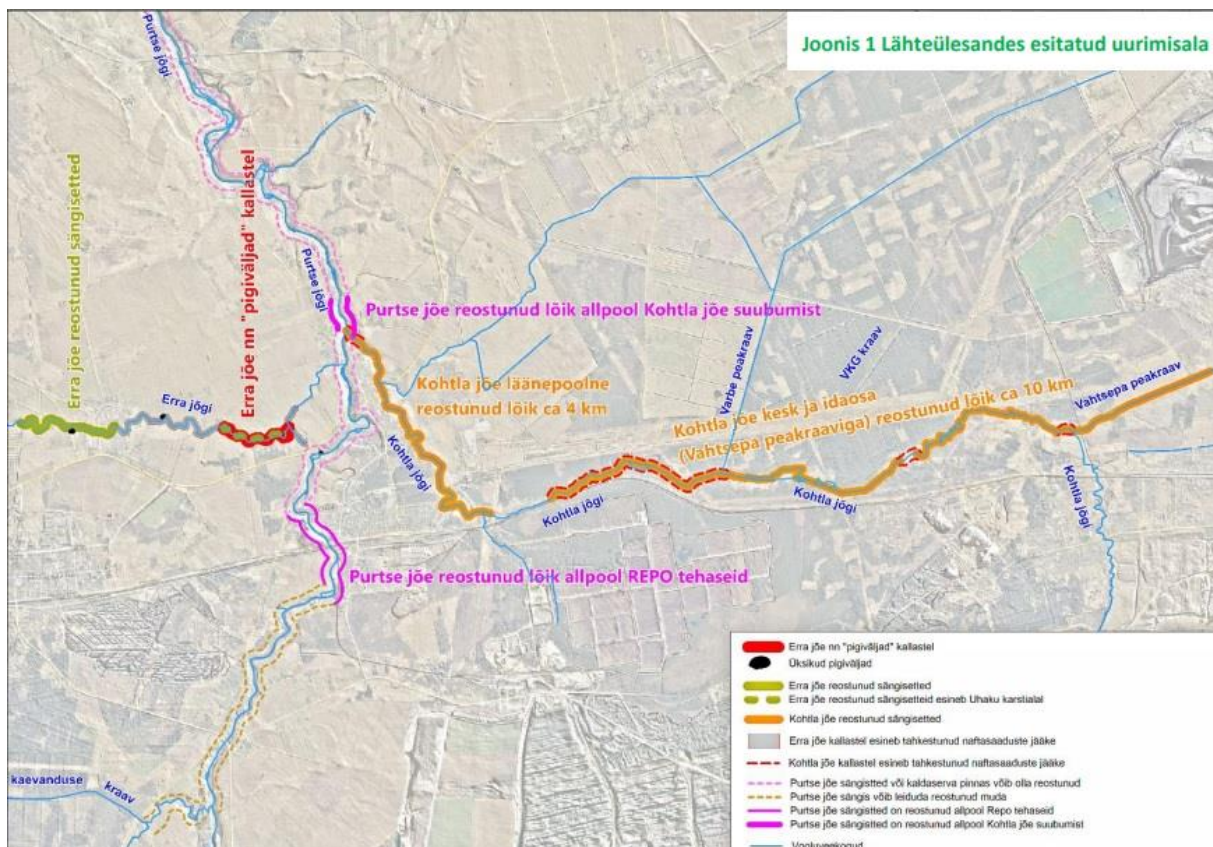 Joonis 1 Lähteülesandes esitatud uurimisala
Purtse jõgi
Erra jõe reostunud sängisetted
Erra jõe nn "pigiväljad" kallastel
Purtse jõgi
Purtse jõe reostunud lõik allpool Kohtla jõe suubumist
Kohtla jõe läänepoolne
reostunud lõik ca 4 km
Varbe peakraav
VKG kraav
Vahtsepa peakraav
Kohtla jõe kesk ja idaosa
(Vahtsepa peakraaviga) reostunud lõik ca 10 km
Erra jõgi
Kohtla jõgi
Kohtla jõgi
Kohtla jõgi
Kohtla jõgi
Purtse jõe reostunud lõik allpool REPO tehaseid
kaevanduse
kraav
Erra jõe nn "pigiväljad" kallastel
Üksikud pigiväljad
Erra jõe reostunud sängisetted
Erra jõe reostunud sängisetteid esineb Uhaku karstialal
Kohtla jõe reostunud sängisetted
Erra jõe kallastel esineb tahkestunud naftasaaduste jääke
Kohtla jõe kallastel esineb tahkestunud naftasaaduste jääke
Purtse jõe sängistted või kaldaserva pinnas võib olla reostunud
Purtse jõe sängis võib leiduda reostunud muda
Purtse jõe sängistted on reostunud allpool Repo tehaseid
Purtse jõe sängistted on reostunud allpool Kohtla jõe suubumist
Vooluveekogud